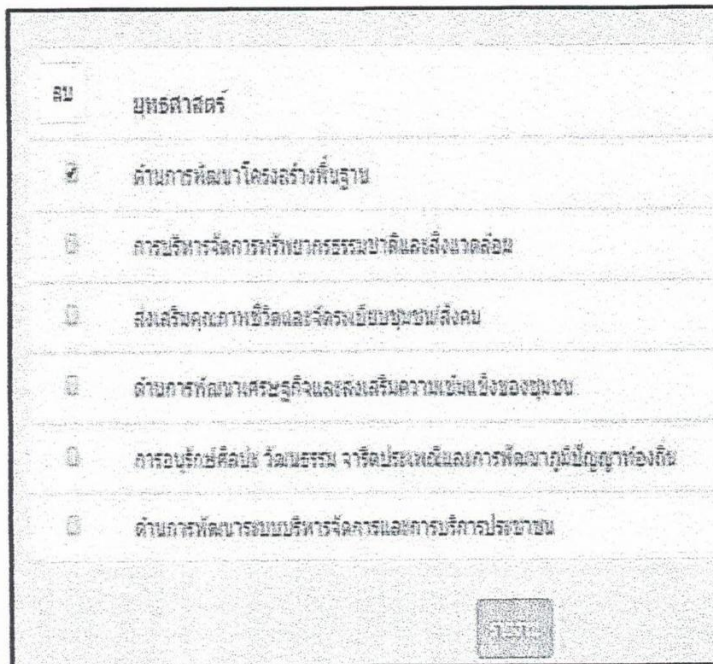 ลบ ยุทธศาสตร์
ด้านการพัฒนาโครงสร้างพื้นฐาน
การบริหารจัดการทรัพยากรธรรมชาติและสิ่งแวดล้อม
ส่งเสริมคุณภาพชีวิตและจัดระเบียบชุมชน/สังคม
ด้านการพัฒนาเศรษฐกิจและส่งเสริมความเข้มแข็งของชุมชน
การอนุรักษ์ศิลปะ วัฒนธรรม จารีตประเพณีและการพัฒนาภูมิปัญญาท้องถิ่น
ด้านการพัฒนาระบบบริหารจัดการและการบริการประชาชน